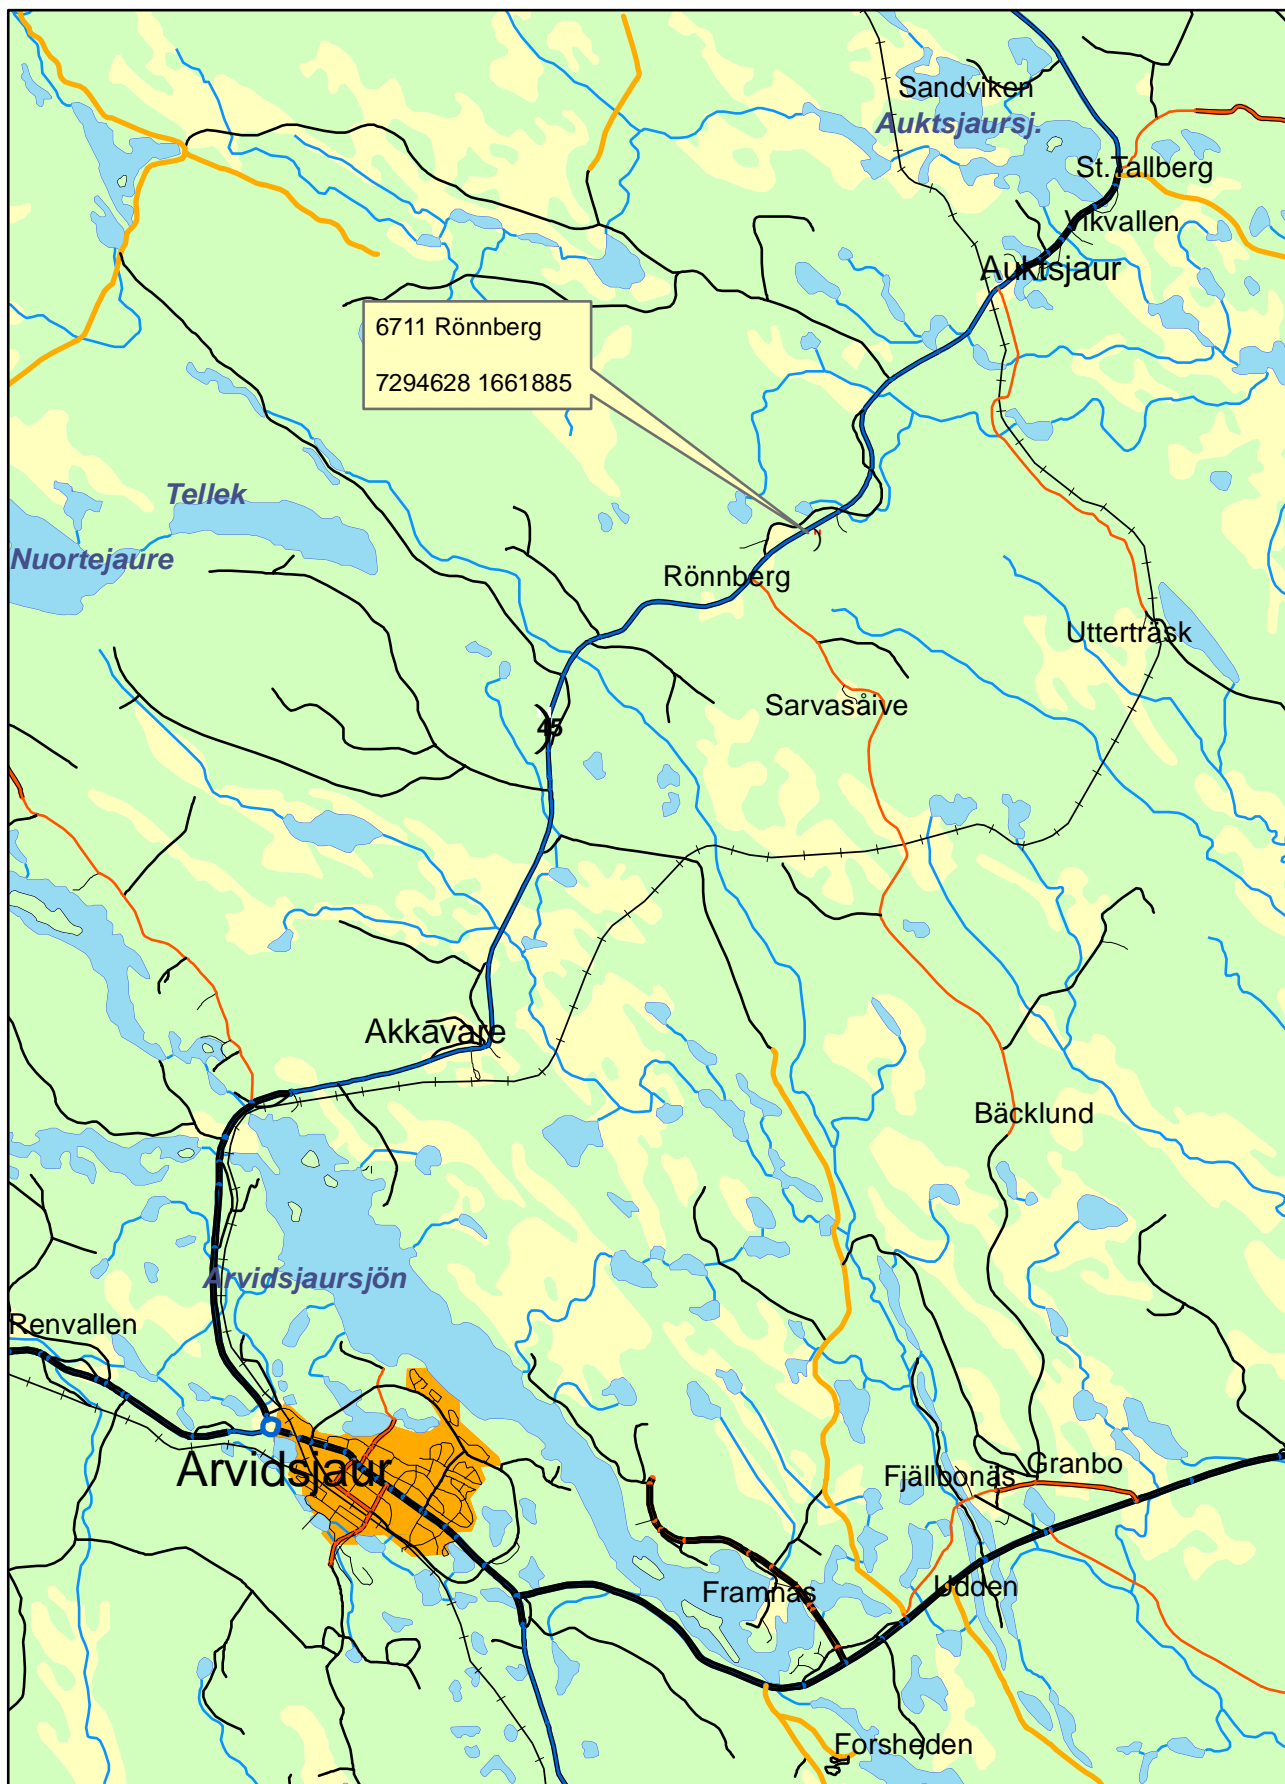 Sandviken
Auktsjaursj.
St.Tallberg
Vikvallen
Auktsjaur
6711 Rönnberg
7294628 1661885
Tellek
Nuortejaure
Rönnberg
Utterträsk
Sarvasåive
45
Akkavare
Bäcklund
Arvidsjaursjön
Renvallen
Arvidsjaur
Granbo
Fjällbonäs
Udden
Framnäs
Forsheden